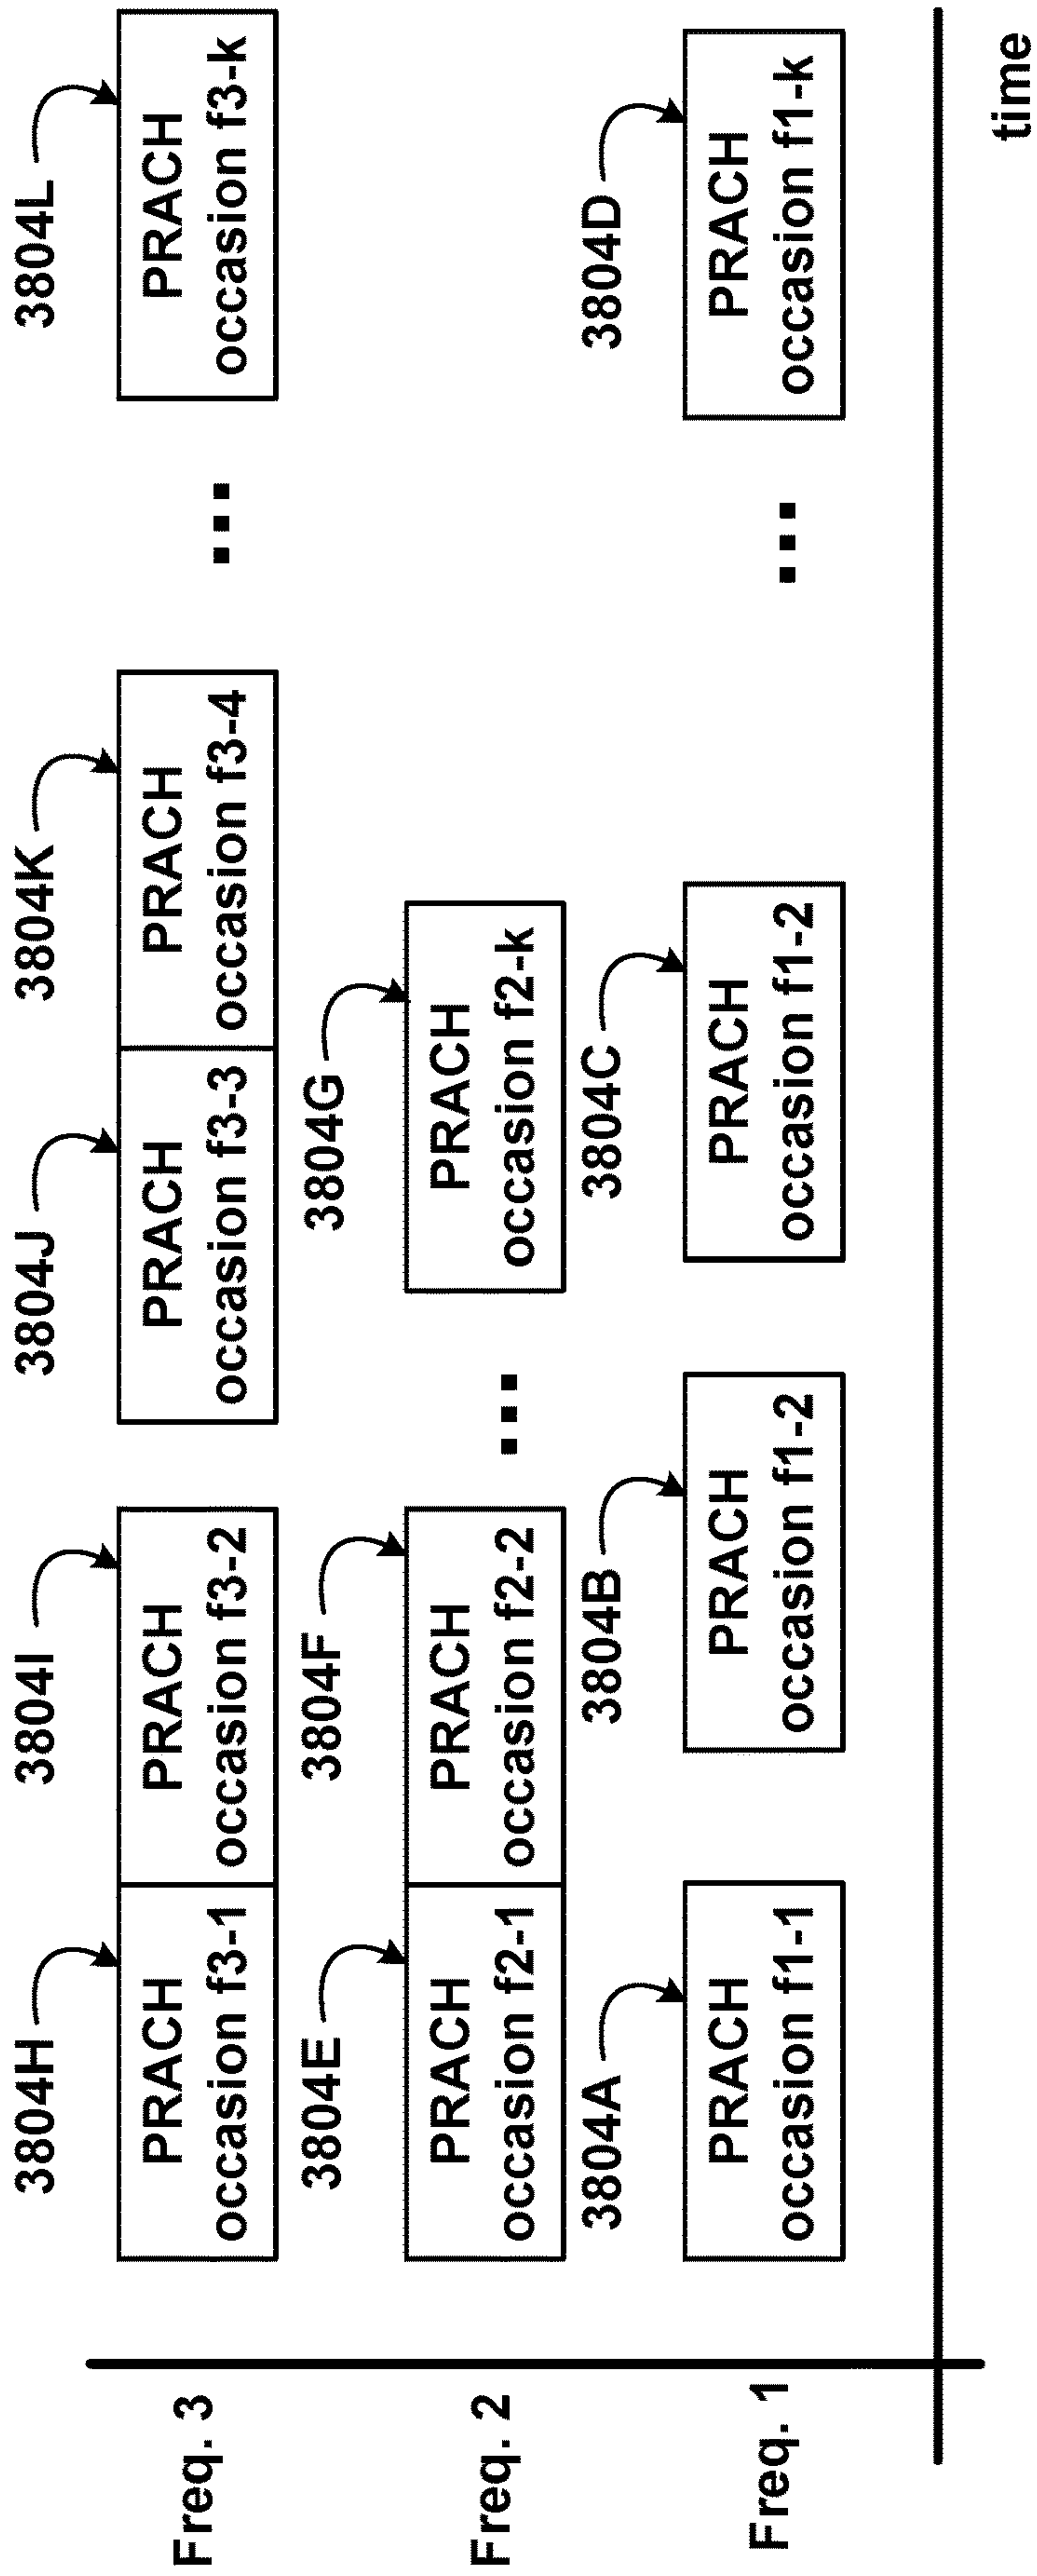 3804H
3804I
3804J
3804K
3804L
Freq. 3
PRACH
occasion f3-1
PRACH
occasion f3-2
PRACH
occasion f3-3
PRACH
occasion f3-4
...
PRACH
occasion f3-k
3804E
3804F
3804G
Freq. 2
PRACH
occasion f2-1
PRACH
occasion f2-2
...
PRACH
occasion f2-k
3804A
3804B
3804C
3804D
Freq. 1
PRACH
occasion f1-1
PRACH
occasion f1-2
PRACH
occasion f1-2
...
PRACH
occasion f1-k
time